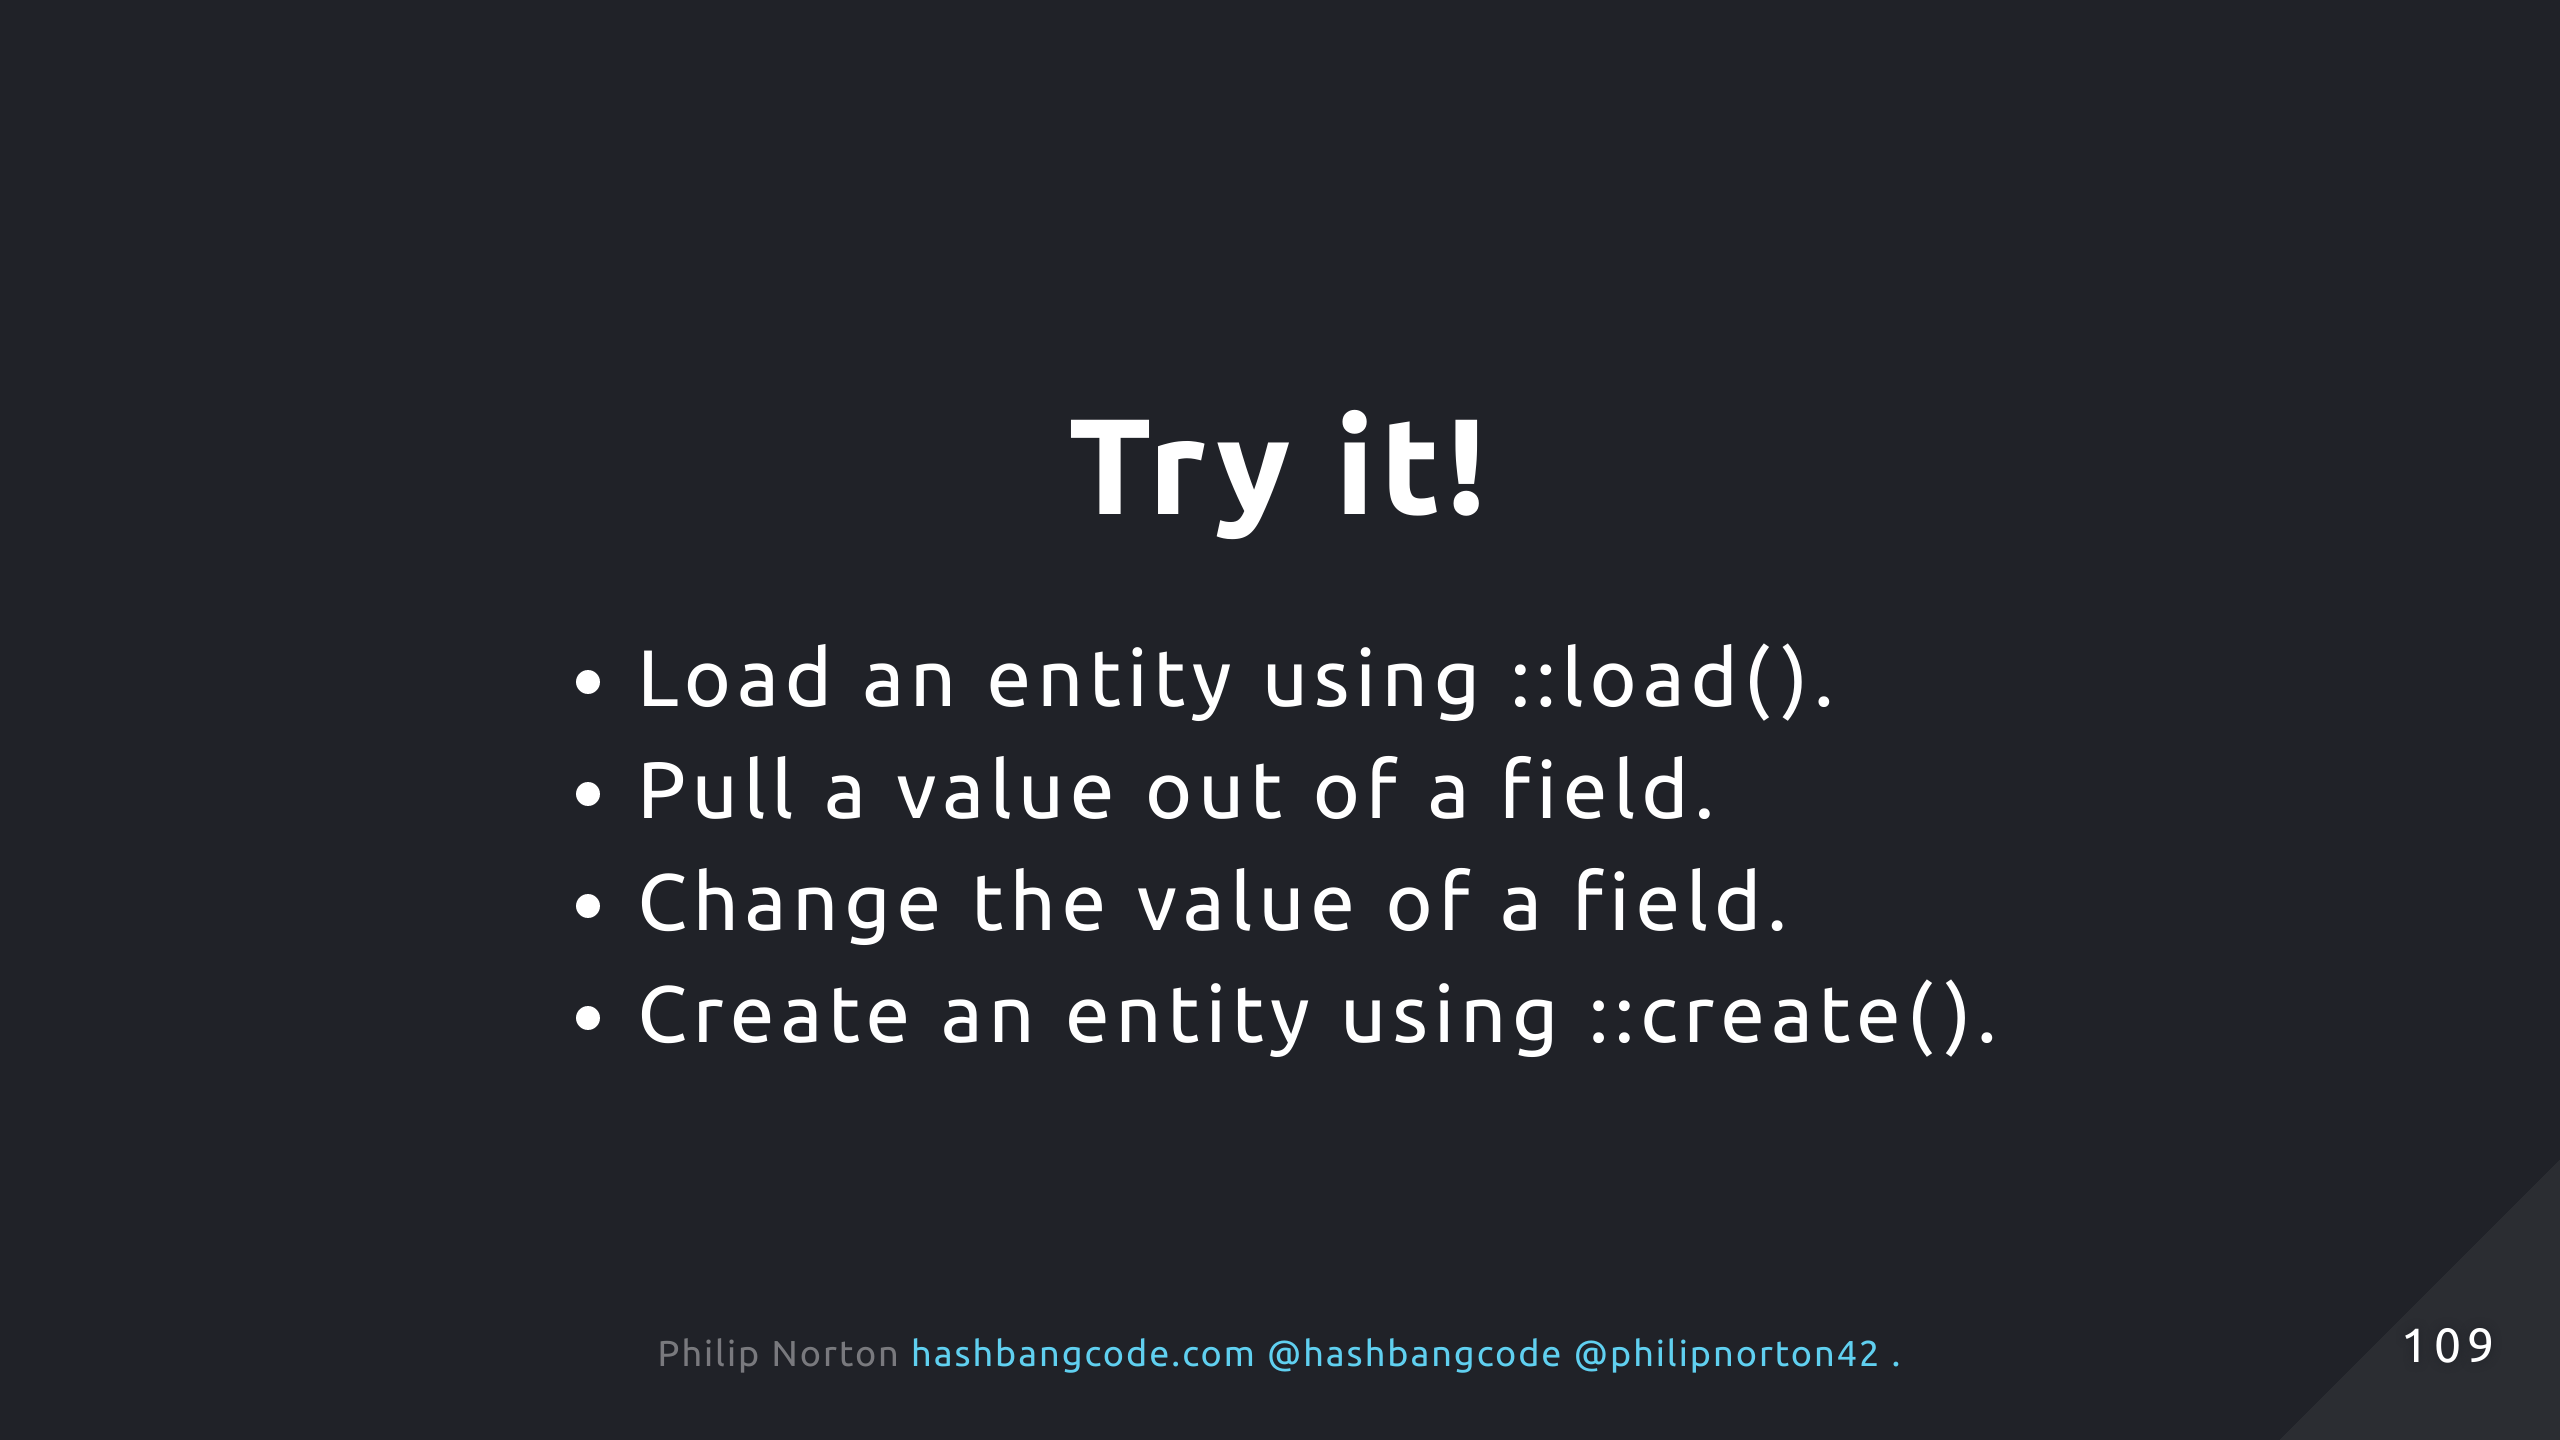 Try it!
• Load an entity using ::load().
• Pull a value out of a field.
• Change the value of a field.
• Create an entity using ::create().
Philip Norton hashbangcode.com @hashbangcode @philipnorton42 .
109